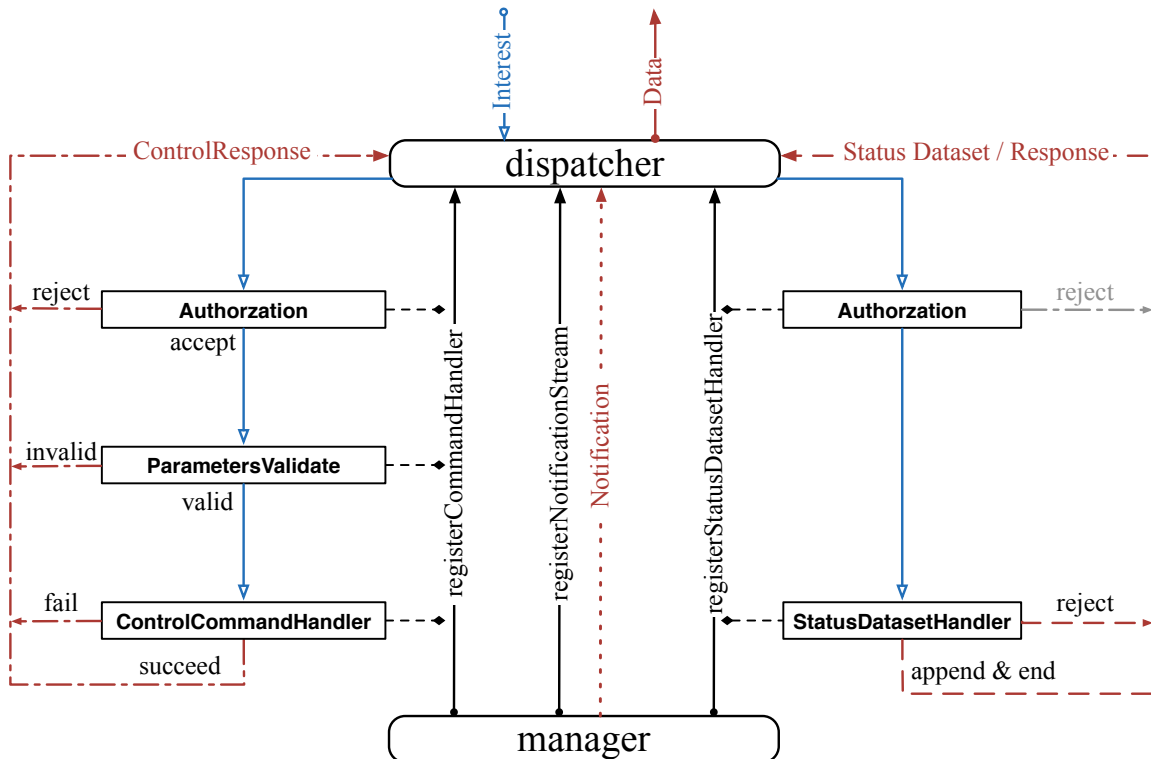 Interest
Data
ControlResponse
Status Dataset / Response
dispatcher
reject
Authorzation
accept
Authorzation
reject
invalid
ParametersValidate
valid
registerCommandHandler
registerNotificationStream
Notification
registerStatusDatasetHandler
fail
ControlCommandHandler
succeed
StatusDatasetHandler
reject
append & end
manager